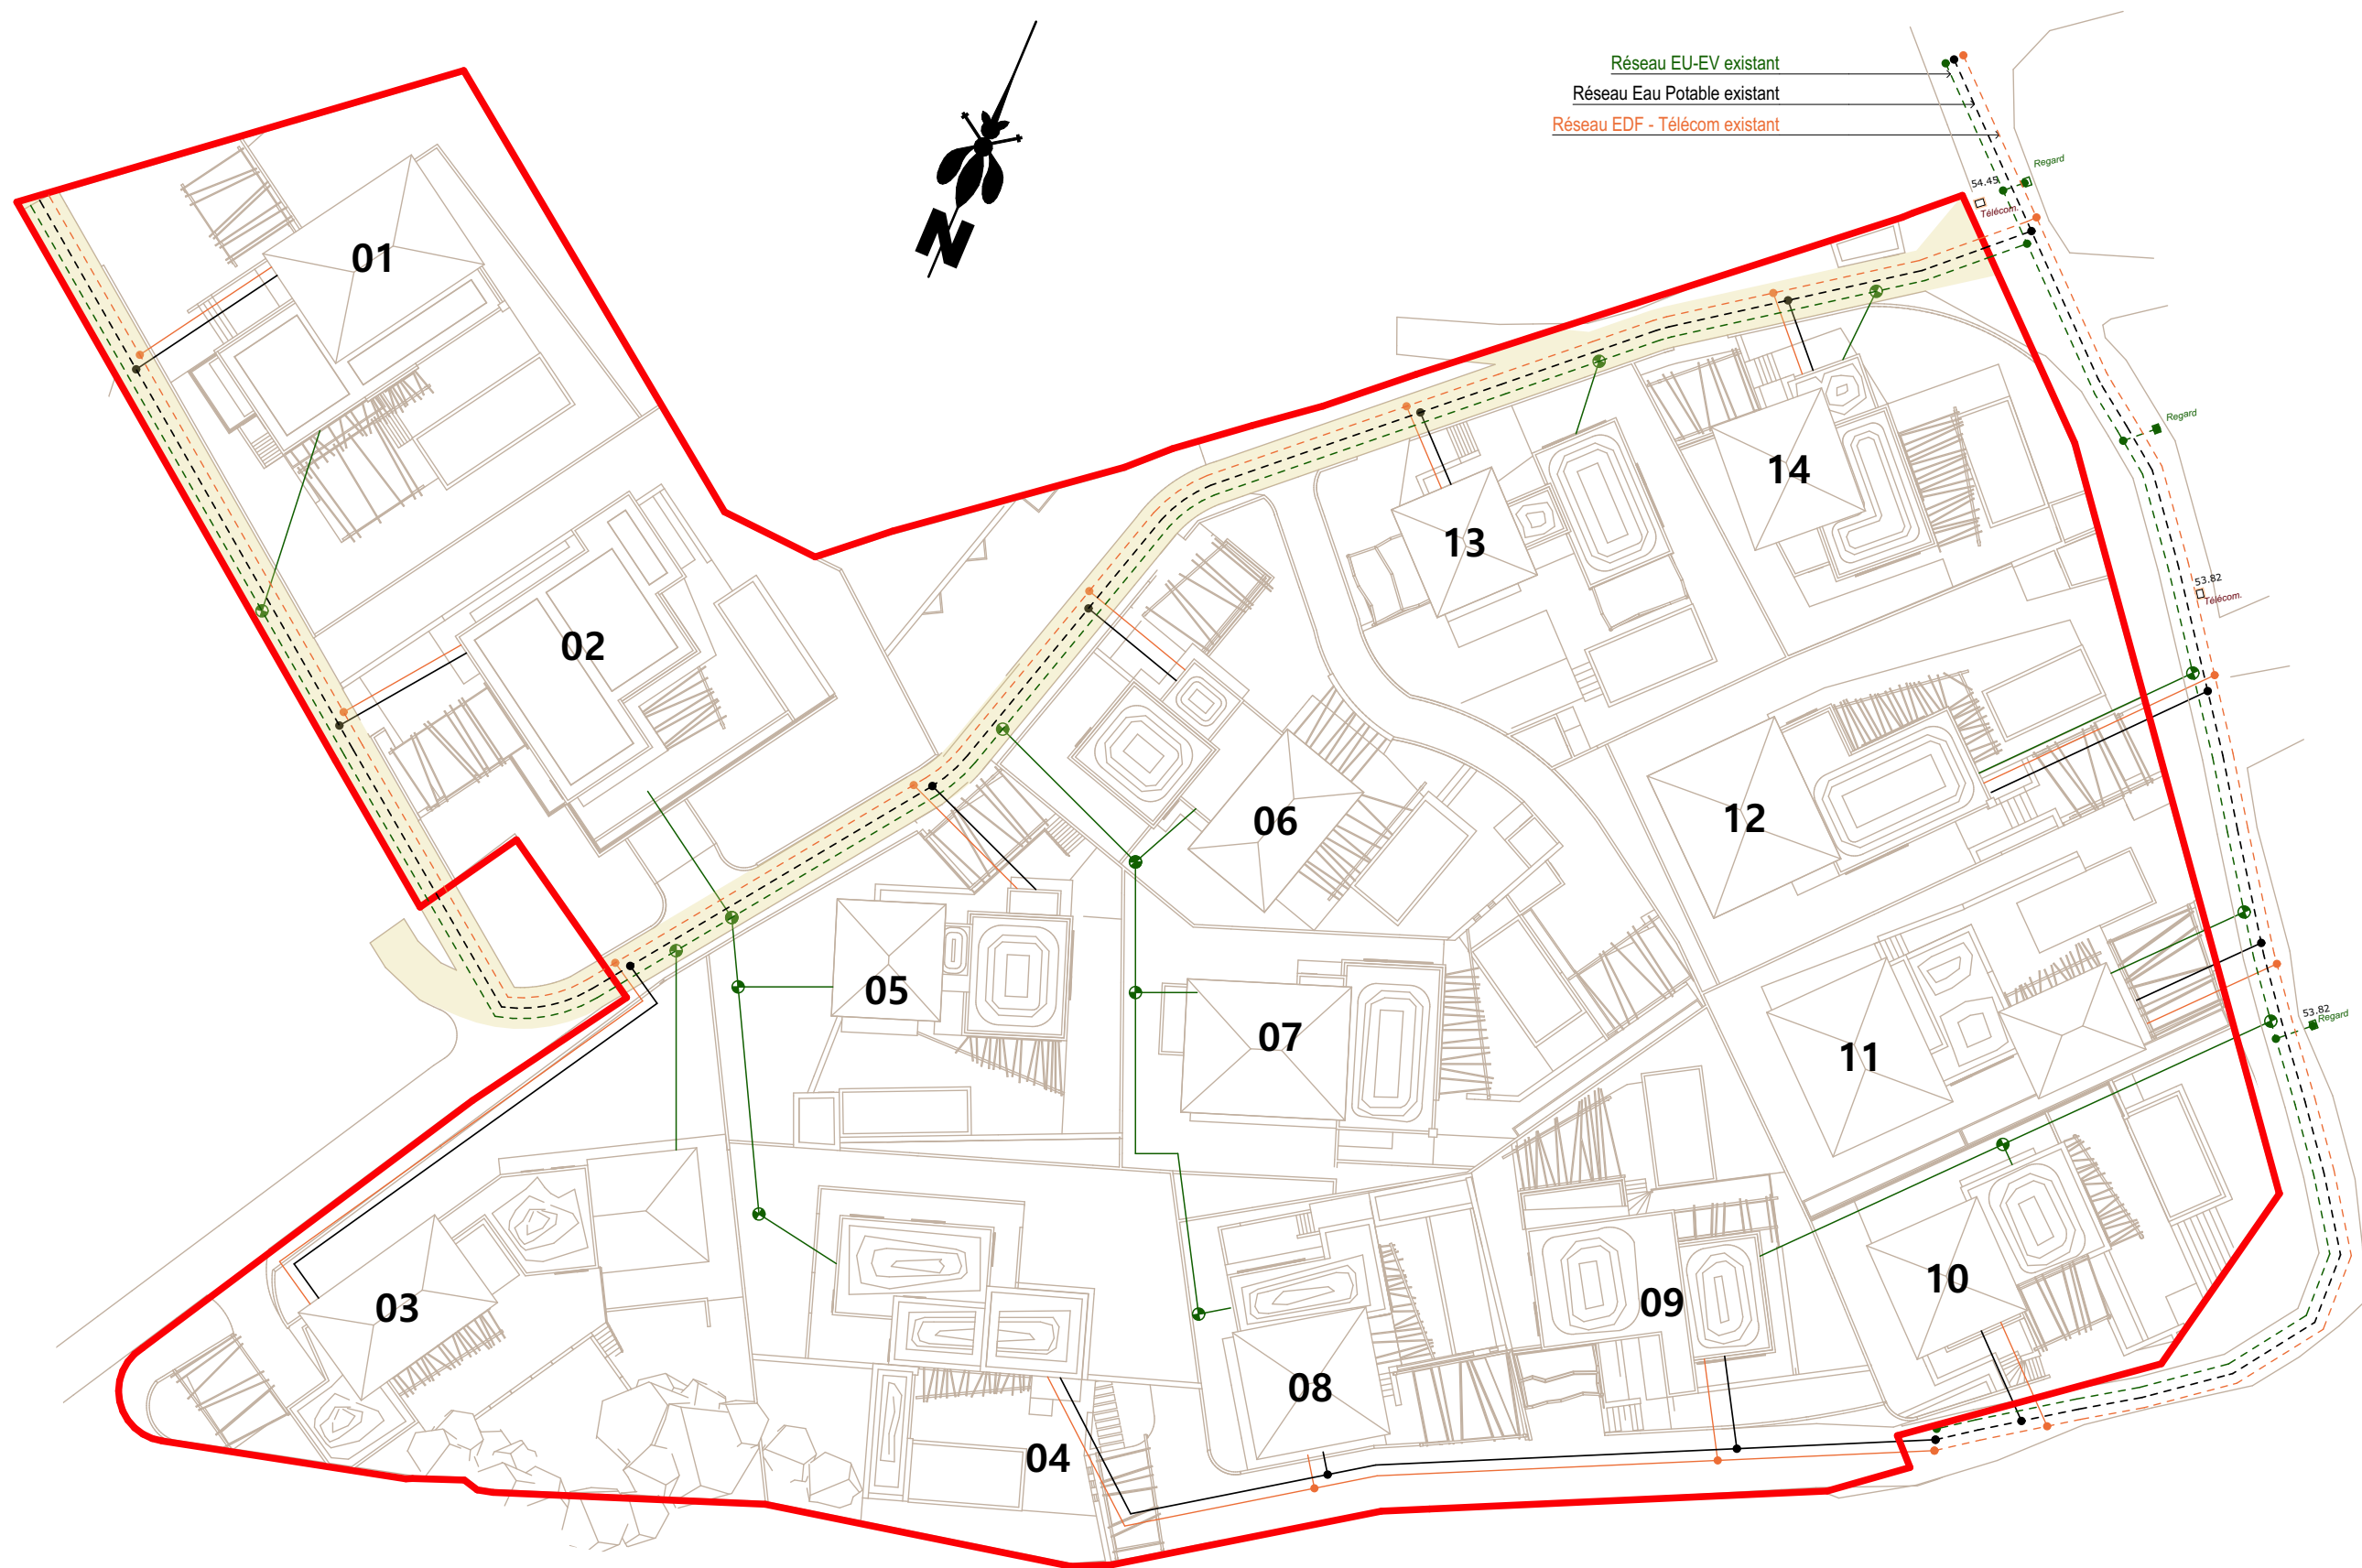 Réseau EU-EV existant
Réseau Eau Potable existant
Réseau EDF - Télécom existant
Regard
54.45
Télécom.
N
01
Regard
14
13
53.82
Télécom.
02
12
06
05
53.82
Regard
07
11
10
09
03
08
04